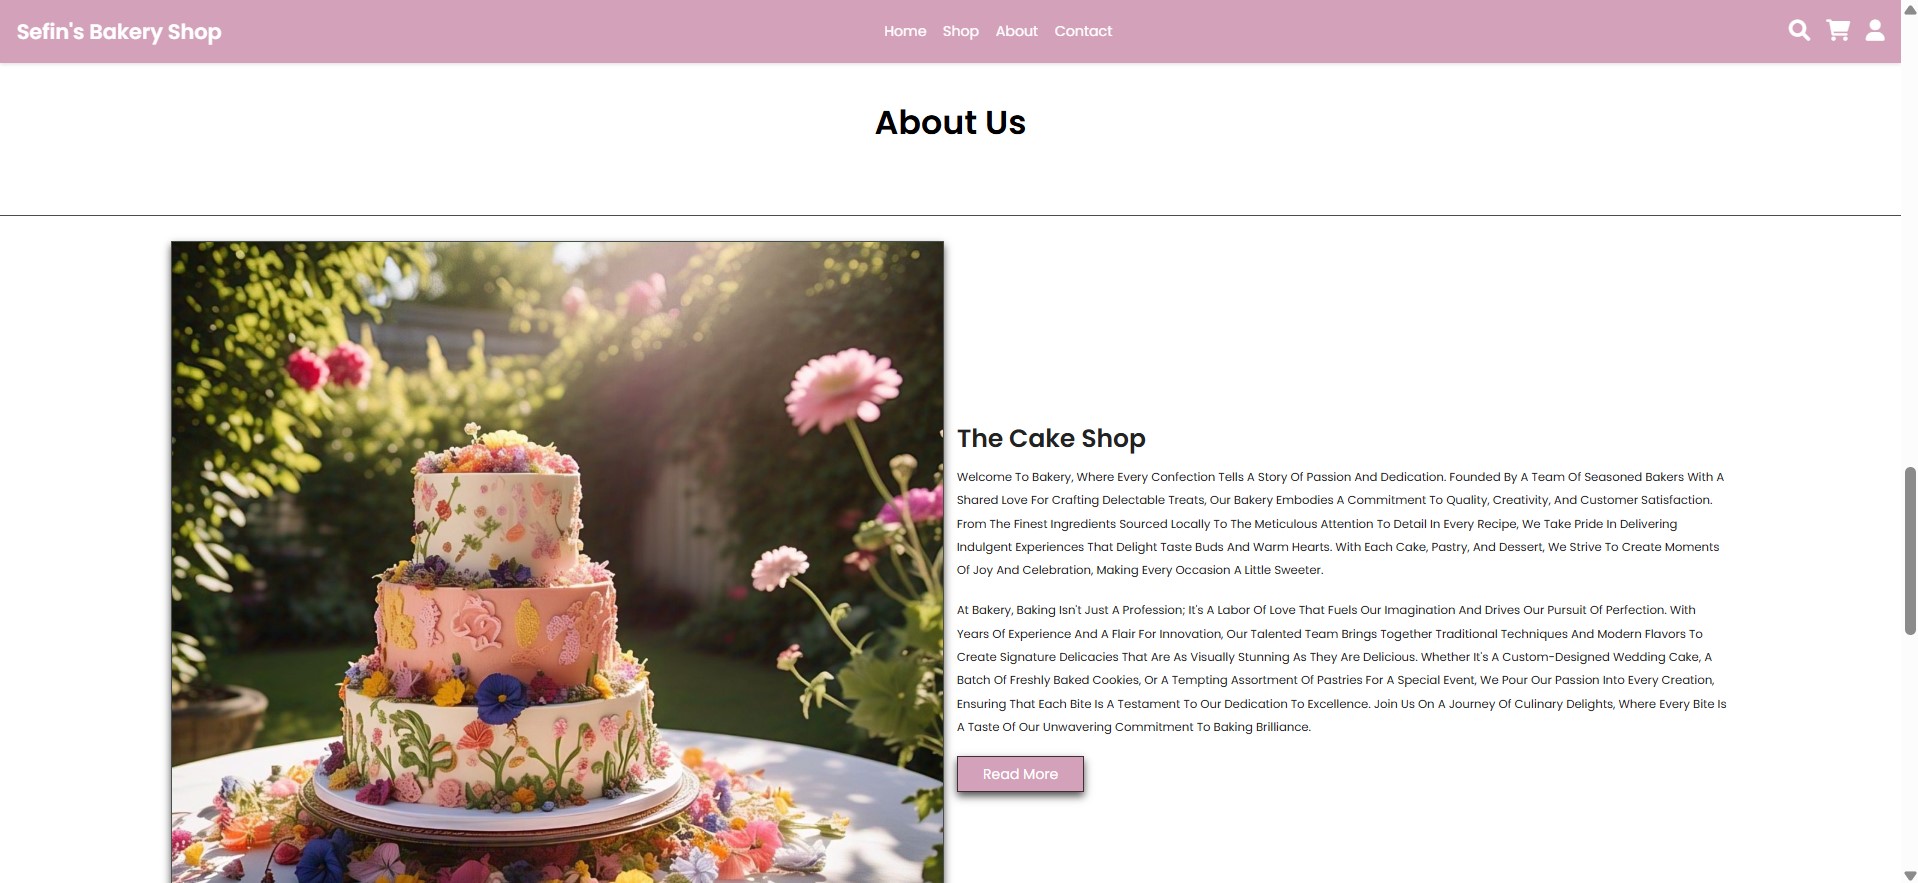 Sefin's Bakery Shop
Home Shop About Contact
About Us
The Cake Shop
Welcome To Bakery, Where Every Confection Tells A Story Of Passion And Dedication. Founded By A Team Of Seasoned Bakers With A
Shared Love For Crafting Delectable Treats, Our Bakery Embodies A Commitment To Quality, Creativity, And Customer Satisfaction.
From The Finest Ingredients Sourced Locally To The Meticulous Attention To Detail In Every Recipe, We Take Pride In Delivering
Indulgent Experiences That Delight Taste Buds And Warm Hearts. With Each Cake, Pastry, And Dessert, We Strive To Create Moments
Of Joy And Celebration, Making Every Occasion A Little Sweeter.
At Bakery, Baking Isn't Just A Profession; It's A Labor Of Love That Fuels Our Imagination And Drives Our Pursuit Of Perfection. With
Years Of Experience And A Flair For Innovation, Our Talented Team Brings Together Traditional Techniques And Modern Flavors To
Create Signature Delicacies That Are As Visually Stunning As They Are Delicious. Whether It's A Custom-Designed Wedding Cake, A
Batch Of Freshly Baked Cookies, Or A Tempting Assortment Of Pastries For A Special Event, We Pour Our Passion Into Every Creation,
Ensuring That Each Bite Is A Testament To Our Dedication To Excellence. Join Us On A Journey Of Culinary Delights, Where Every Bite Is
A Taste Of Our Unwavering Commitment To Baking Brilliance.
Read More